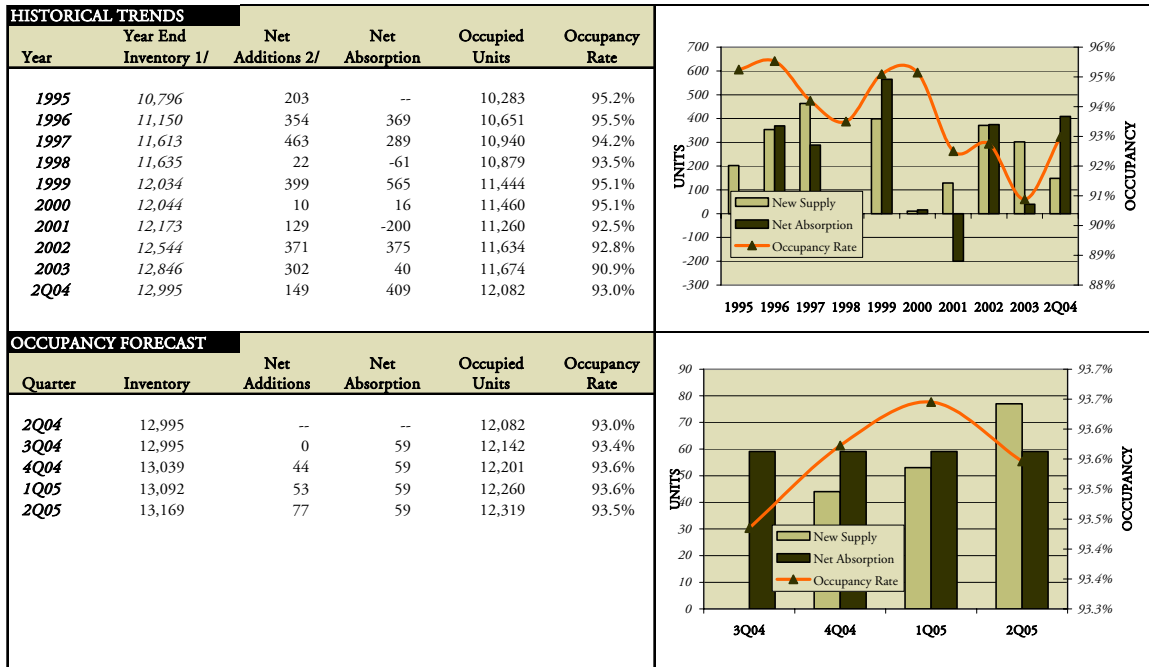 HISTORICAL TRENDS
Year End Net Net Occupied Occupancy
Year Inventory 1/ Additions 2/ Absorption Units Rate
1995 10,796 203 -- 10,283 95.2%
1996 11,150 354 369 10,651 95.5%
1997 11,613 463 289 10,940 94.2%
1998 11,635 22 -61 10,879 93.5%
1999 12,034 399 565 11,444 95.1%
2000 12,044 10 16 11,460 95.1%
2001 12,173 129 -200 11,260 92.5%
2002 12,544 371 375 11,634 92.8%
2003 12,846 302 40 11,674 90.9%
2Q04 12,995 149 409 12,082 93.0%
700 96%
600 95%
500 94%
400 93%
300 92%
200 91%
100 90%
0 89%
-100 88%
-200
-300
UNITS
OCCUPANCY
New Supply
Net Absorption
Occupancy Rate
1995 1996 1997 1998 1999 2000 2001 2002 2003 2Q04
OCCUPANCY FORECAST
Net Net Occupied Occupancy
Quarter Inventory Additions Absorption Units Rate
2Q04 12,995 -- -- 12,082 93.0%
3Q04 12,995 0 59 12,142 93.4%
4Q04 13,039 44 59 12,201 93.6%
1Q05 13,092 53 59 12,260 93.6%
2Q05 13,169 77 59 12,319 93.5%
90 93.7%
80 93.7%
70 93.6%
60 93.6%
50 93.5%
40 93.5%
30 93.4%
20 93.4%
10 93.3%
0
UNITS
OCCUPANCY
New Supply
Net Absorption
Occupancy Rate
3Q04 4Q04 1Q05 2Q05